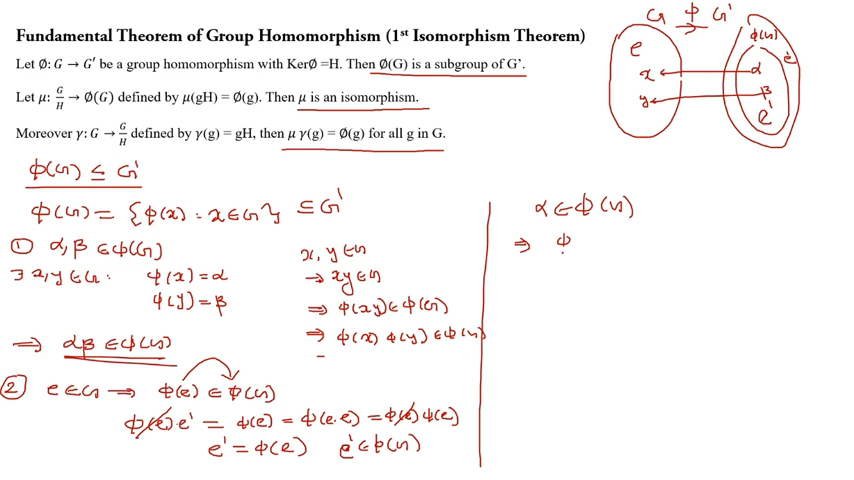 Fundamental Theorem of Group Homomorphism (1st Isomorphism Theorem)
Let Ø: G → G′ be a group homomorphism with KerØ =H. Then Ø(G) is a subgroup of G’.
Let μ: G/H → Ø(G) defined by μ(gH) = Ø(g). Then μ is an isomorphism.
Moreover γ: G → G/H defined by γ(g) = gH, then μ γ(g) = Ø(g) for all g in G.
G ϕ→ G'
ϕ(G)
e e'
x α
y β
e'
ϕ(G) ≤ G'
ϕ(G) = {ϕ(x) : x∈G} ⊆ G'
① α, β ∈ϕ(G)
∃ x,y∈G : ϕ(x) = α
ϕ(y) = β
⇒ αβ ∈ϕ(G)
x, y ∈G
→ xy∈G
⇒ ϕ(xy)∈ϕ(G)
⇒ ϕ(x) ϕ(y) ∈ϕ(G)
② e∈G ⇒ ϕ(e) ∈ ϕ(G)
ϕ(e)·e' = ϕ(e) = ϕ(e·e) = ϕ(e) ϕ(e)
e' = ϕ(e) e'∈ϕ(G)
α∈ϕ(G)
⇒ ϕ